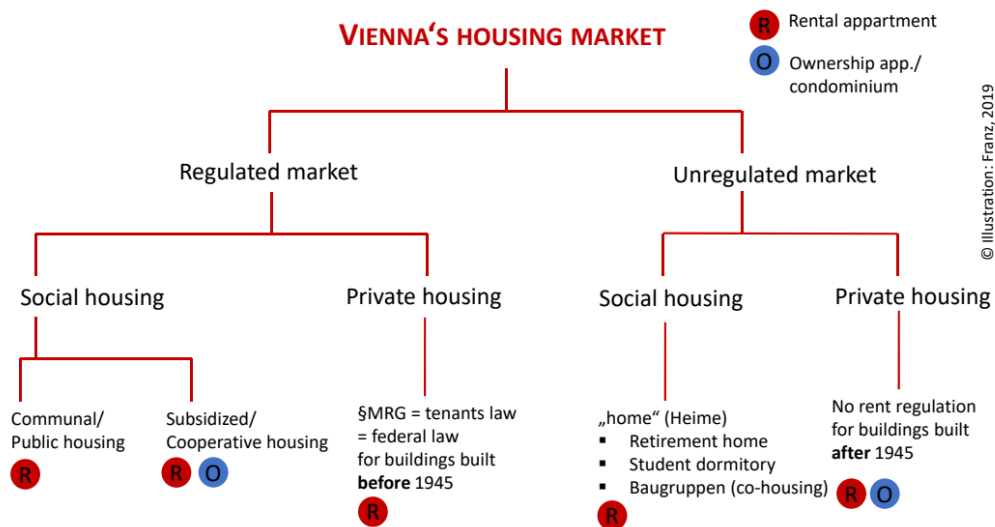 VIENNA‘S HOUSING MARKET
R Rental appartment
O Ownership app./
condominium
© Illustration: Franz, 2019
Regulated market
Unregulated market
Social housing
Private housing
Social housing
Private housing
Communal/
Public housing
R
Subsidized/
Cooperative housing
R O
§MRG = tenants law
= federal law
for buildings built
before 1945
R
„home“ (Heime)
▪ Retirement home
▪ Student dormitory
▪ Baugruppen (co-housing)
R
No rent regulation
for buildings built
after 1945
R O